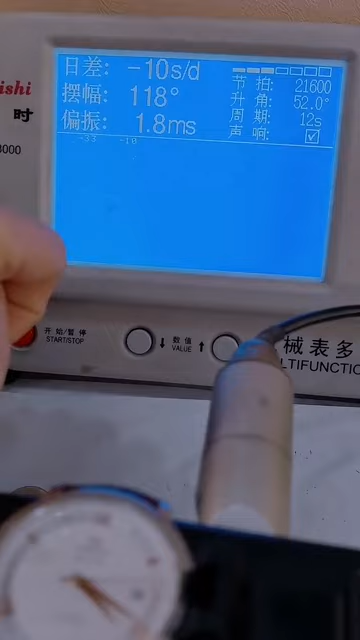 日差: -10s/d
摆幅: 118°
偏振: 1.8ms
节 拍: 21600
升 角: 52.0°
周 期: 12s
声 响: ☑
-33 -10
ishi
时
3000
开 始/暂 停
START/STOP
↓ 数 值 ↑
VALUE
械 表 多
LTIFUNCTIO